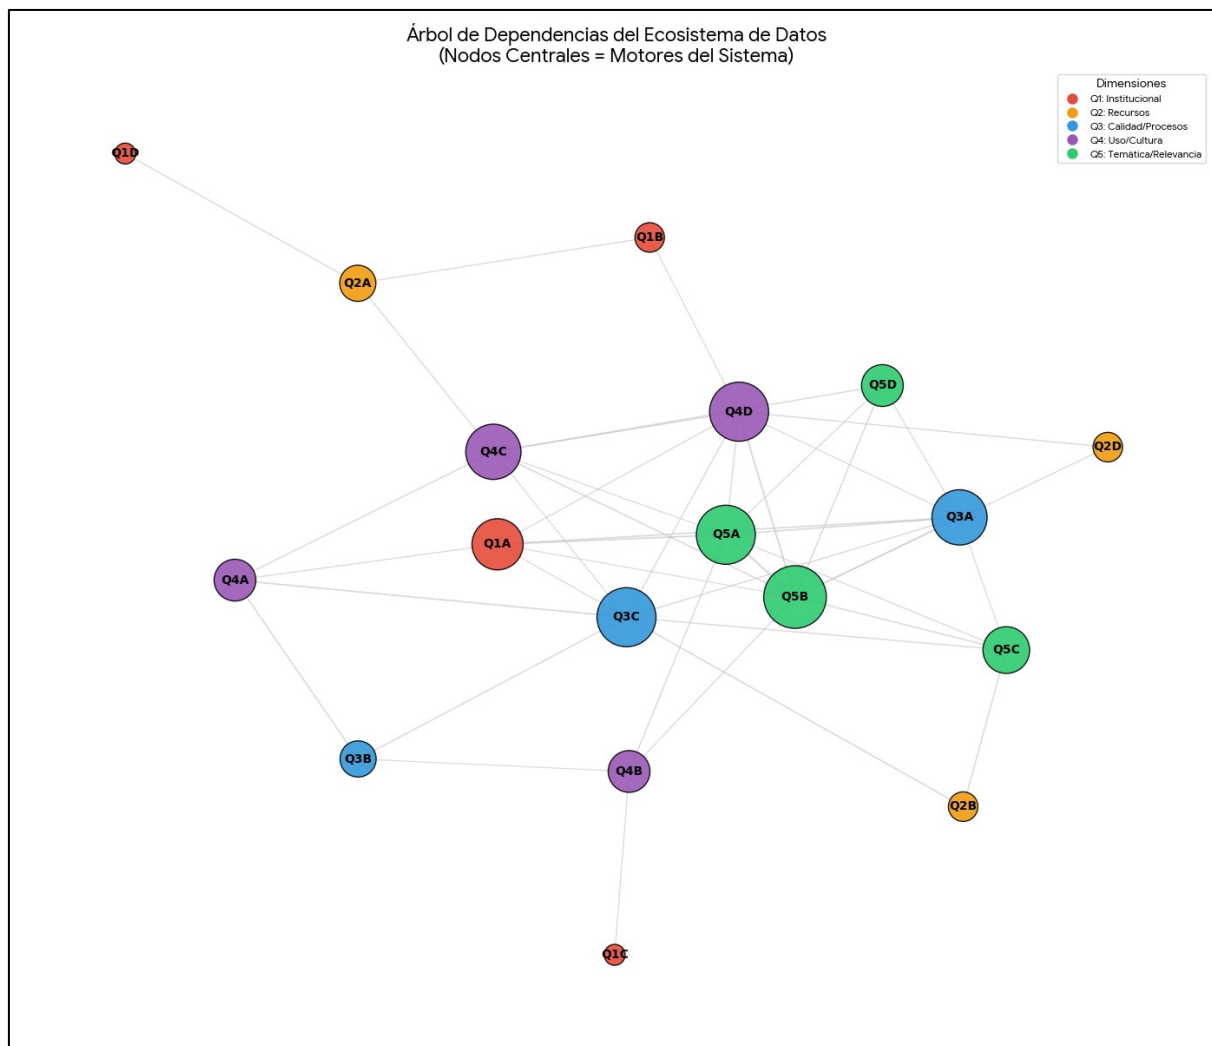 Árbol de Dependencias del Ecosistema de Datos
(Nodos Centrales = Motores del Sistema)
Dimensiones
Q1: Institucional
Q2: Recursos
Q3: Calidad/Procesos
Q4: Uso/Cultura
Q5: Temática/Relevancia
Q1D
Q1B
Q2A
Q5D
Q4D
Q2D
Q4C
Q3A
Q5A
Q1A
Q4A
Q5B
Q3C
Q5C
Q3B
Q4B
Q2B
Q1C